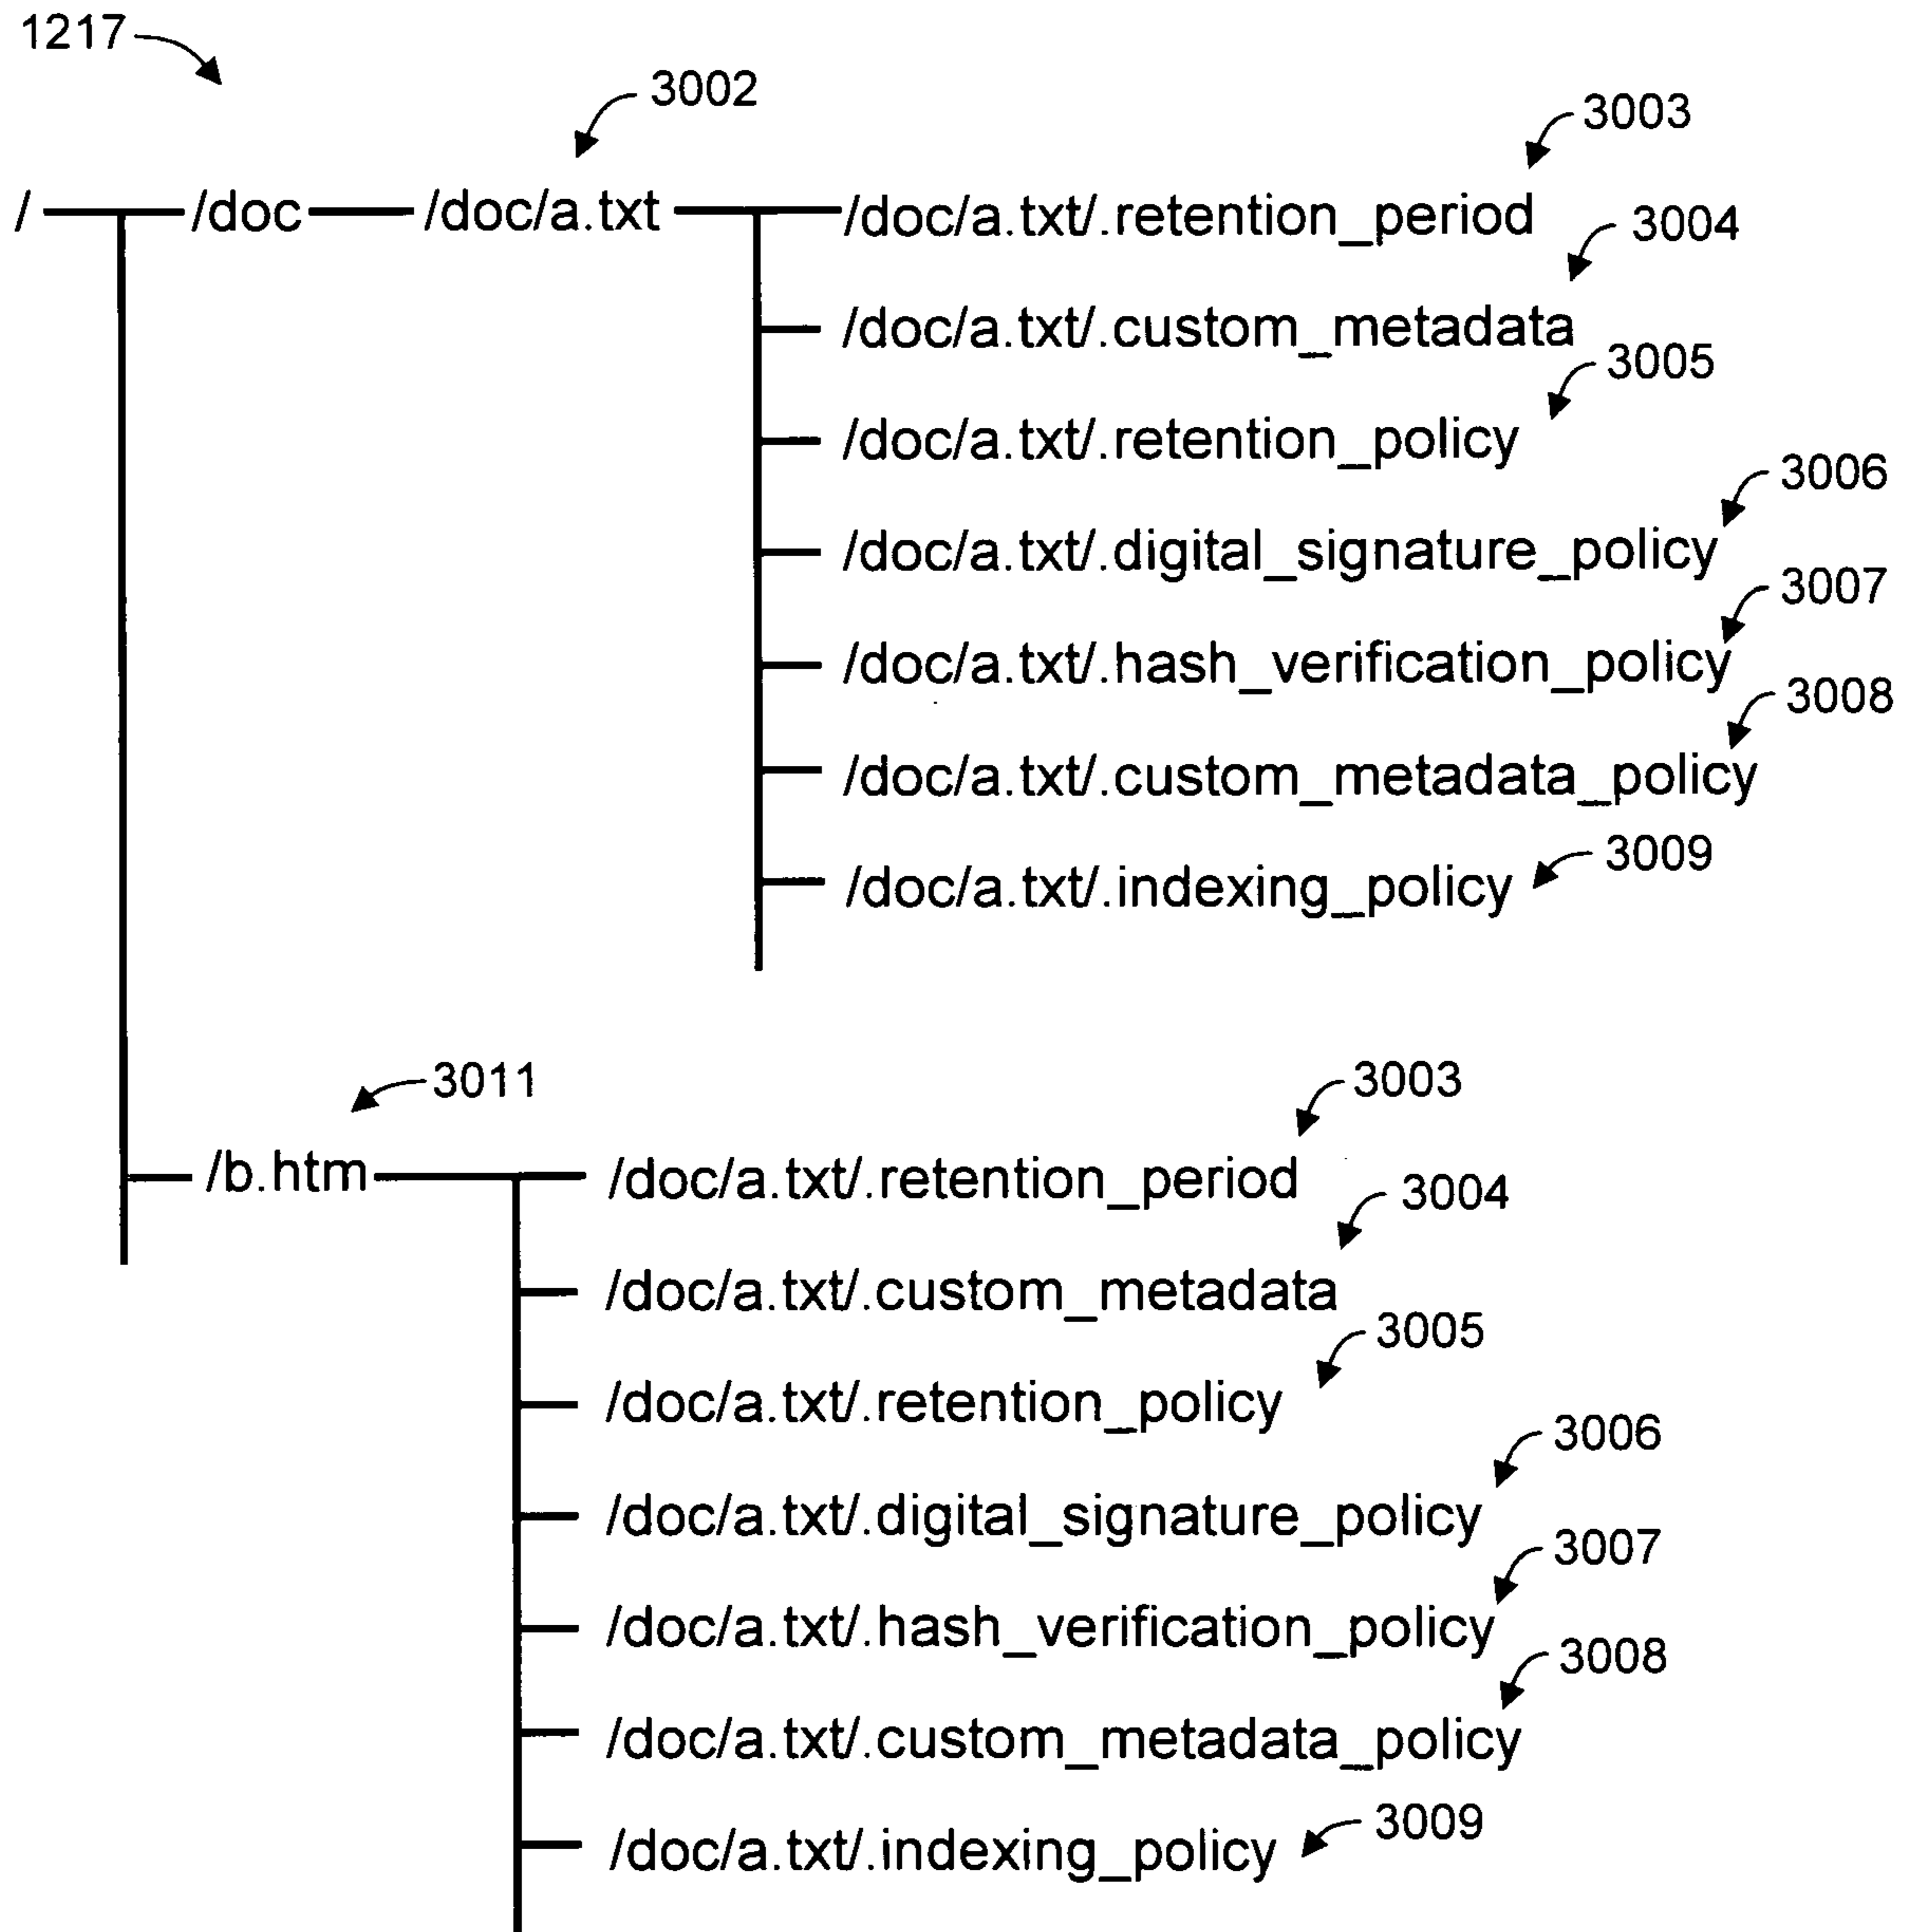 1217
3002
3003
/ /doc /doc/a.txt /doc/a.txt/.retention_period
3004
/doc/a.txt/.custom_metadata
3005
/doc/a.txt/.retention_policy
3006
/doc/a.txt/.digital_signature_policy
3007
/doc/a.txt/.hash_verification_policy
3008
/doc/a.txt/.custom_metadata_policy
3009
/doc/a.txt/.indexing_policy
3011
3003
/b.htm /doc/a.txt/.retention_period
3004
/doc/a.txt/.custom_metadata
3005
/doc/a.txt/.retention_policy
3006
/doc/a.txt/.digital_signature_policy
3007
/doc/a.txt/.hash_verification_policy
3008
/doc/a.txt/.custom_metadata_policy
3009
/doc/a.txt/.indexing_policy